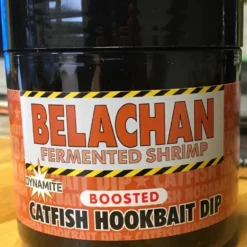 BELACHAN
FERMENTED SHRIMP
DYNAMITE
BOOSTED
CATFISH HOOKBAIT DIP